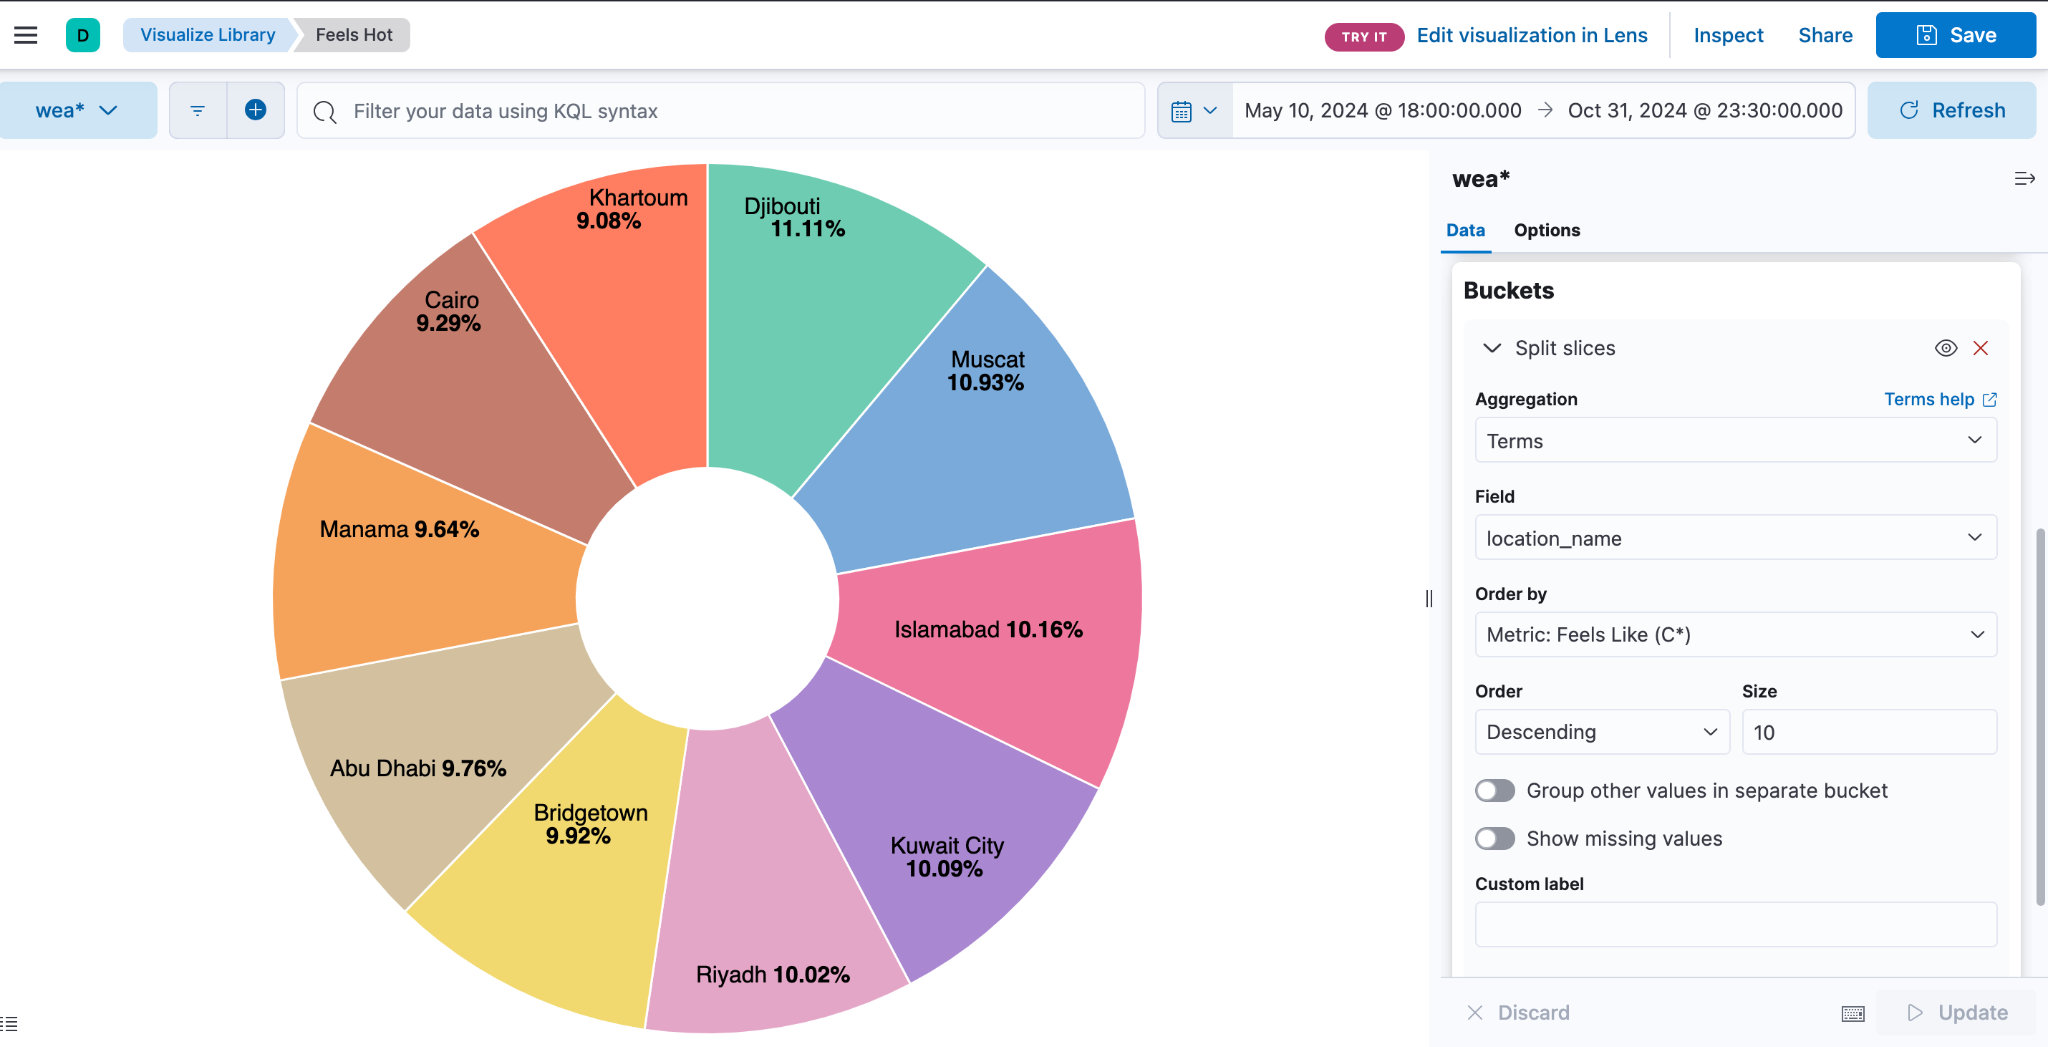 D
Visualize Library
Feels Hot
TRY IT
Edit visualization in Lens
Inspect
Share
Save
wea*
Filter your data using KQL syntax
May 10, 2024 @ 18:00:00.000 → Oct 31, 2024 @ 23:30:00.000
Refresh
Khartoum
9.08%
Djibouti
11.11%
Cairo
9.29%
Muscat
10.93%
Manama 9.64%
Islamabad 10.16%
Abu Dhabi 9.76%
Bridgetown
9.92%
Kuwait City
10.09%
Riyadh 10.02%
wea*
Data
Options
Buckets
Split slices
Aggregation
Terms help
Terms
Field
location_name
Order by
Metric: Feels Like (C*)
Order
Size
Descending
10
Group other values in separate bucket
Show missing values
Custom label
Discard
Update